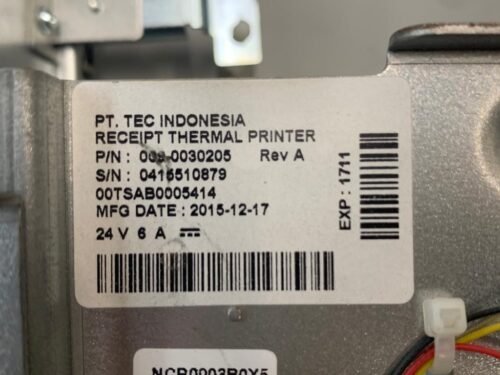 PT. TEC INDONESIA
RECEIPT THERMAL PRINTER
P/N : 009-0030205 Rev A
S/N : 0415510879
00TSAB0005414
MFG DATE : 2015-12-17
24 V 6 A
EXP : 1711
NCR0903B0X5